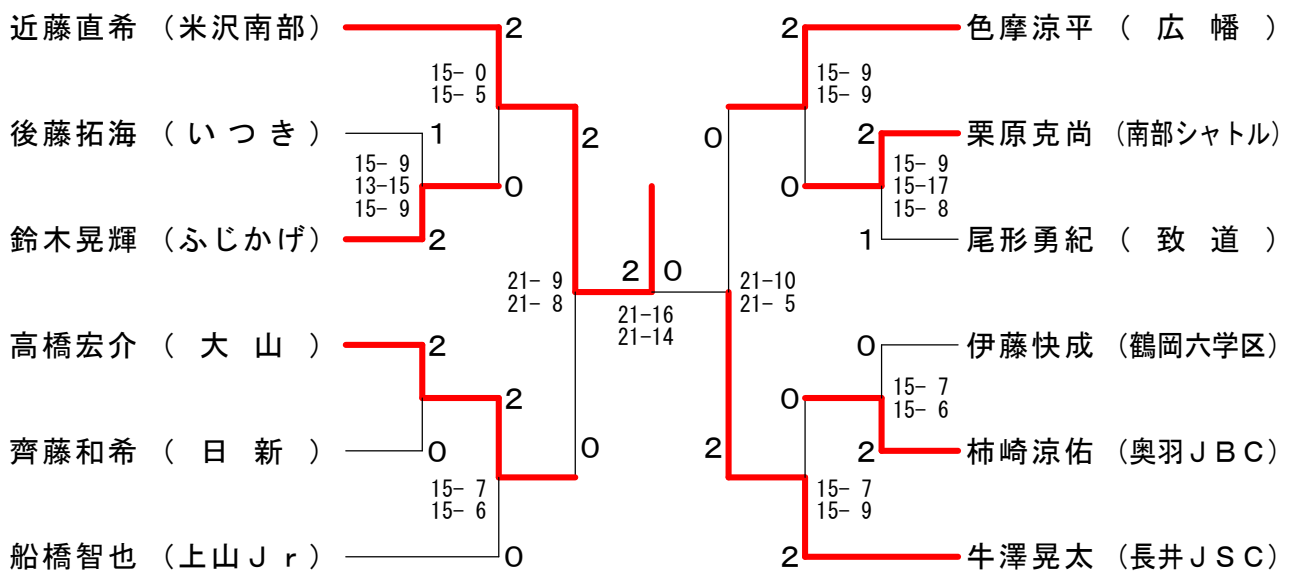 近藤直希 （米沢南部） 2 2 色摩涼平 （ 広 幡 ）
15- 0 15- 9
15- 5 15- 9
後藤拓海 （ いつき ） 1 2 0 2 栗原克尚 （南部シャトル）
15- 9 15- 9
13-15 0 0 15-17
15- 9 15- 8
鈴木晃輝 （ふじかげ） 2 1 尾形勇紀 （ 致 道 ）
21- 9 2 0 21-10
21- 8 21- 5
21-16
21-14
高橋宏介 （ 大 山 ） 2 0 伊藤快成 （鶴岡六学区）
15- 7
2 0 15- 6
齊藤和希 （ 日 新 ） 0 0 2 2 柿崎涼佑 （奥羽ＪＢＣ）
15- 7 15- 7
15- 6 15- 9
船橋智也 （上山Ｊｒ） 0 2 牛澤晃太 （長井ＪＳＣ）